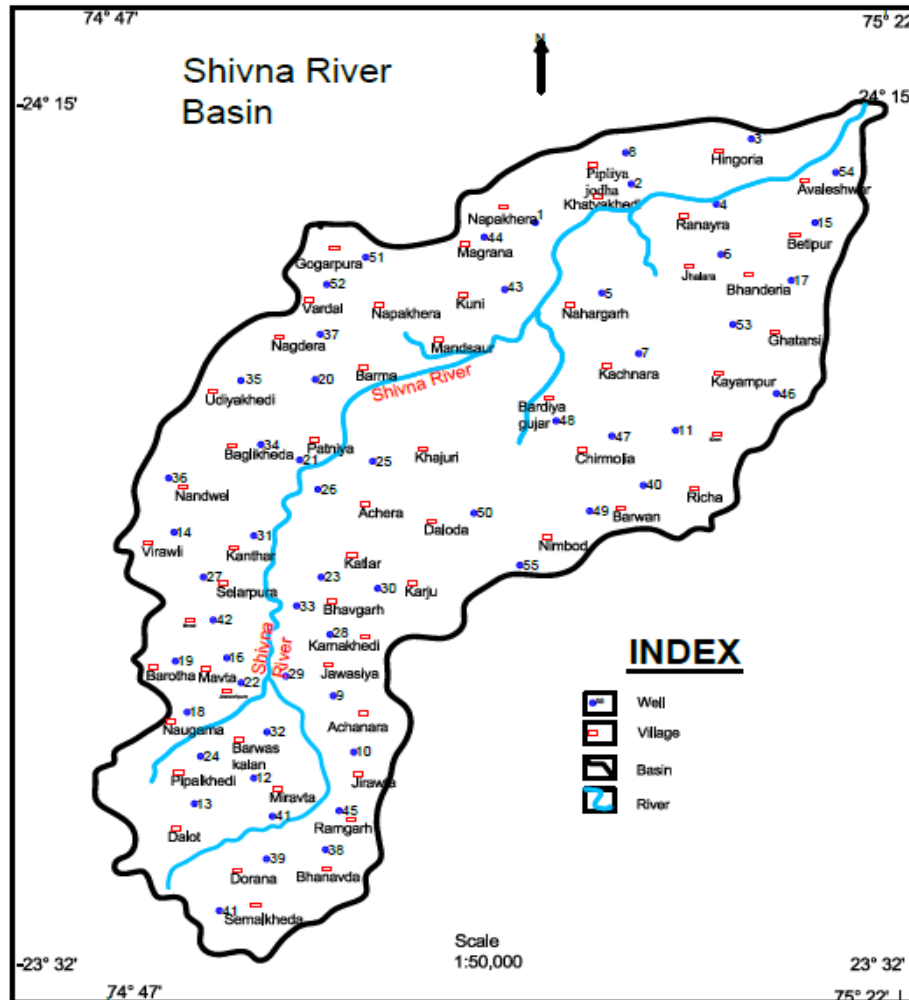 74° 47'
75° 22'
N
Shivna River
Basin
24° 15'
24° 15'
3
8
Hingoria
54
Pipliya
jodha
2
Avaleshwar
Khatyakhedi
Napakhera
1
4
Ranayra
15
44
Magrana
Betipur
Gogarpura
51
6
Jhalara
Bhanderia
17
52
43
5
Vardal
Napakhera
Kuni
Nahargarh
37
53
Nagdera
Mandsaur
Ghatarsi
7
Barma
Kachnara
Kayampur
35
20
Shivna River
46
Udiyakhedi
Bardiya
gujar
48
11
47
34
Baglikheda
Patniya
Khajuri
Chirmolia
21
25
36
26
40
Nandwel
Richa
Achera
50
49
Barwan
Daloda
14
31
Virawli
Kanthar
Nimbod
Katlar
55
27
23
30
Selarpura
Karju
33
Bhavgarh
42
28
Shivna
River
Kamakhedi
19
16
Barotha
Mavta
Jawasiya
22
29
9
18
Naugama
Achanara
32
Barwas
kalan
24
10
Pipalkhedi
12
Jirawta
Miravta
13
45
41
Ramgarh
Dalot
38
39
Dorana
Bhanavda
41
Semalkheda
INDEX
Well
Village
Basin
River
Scale
1:50,000
23° 32'
23° 32'
74° 47'
75° 22'